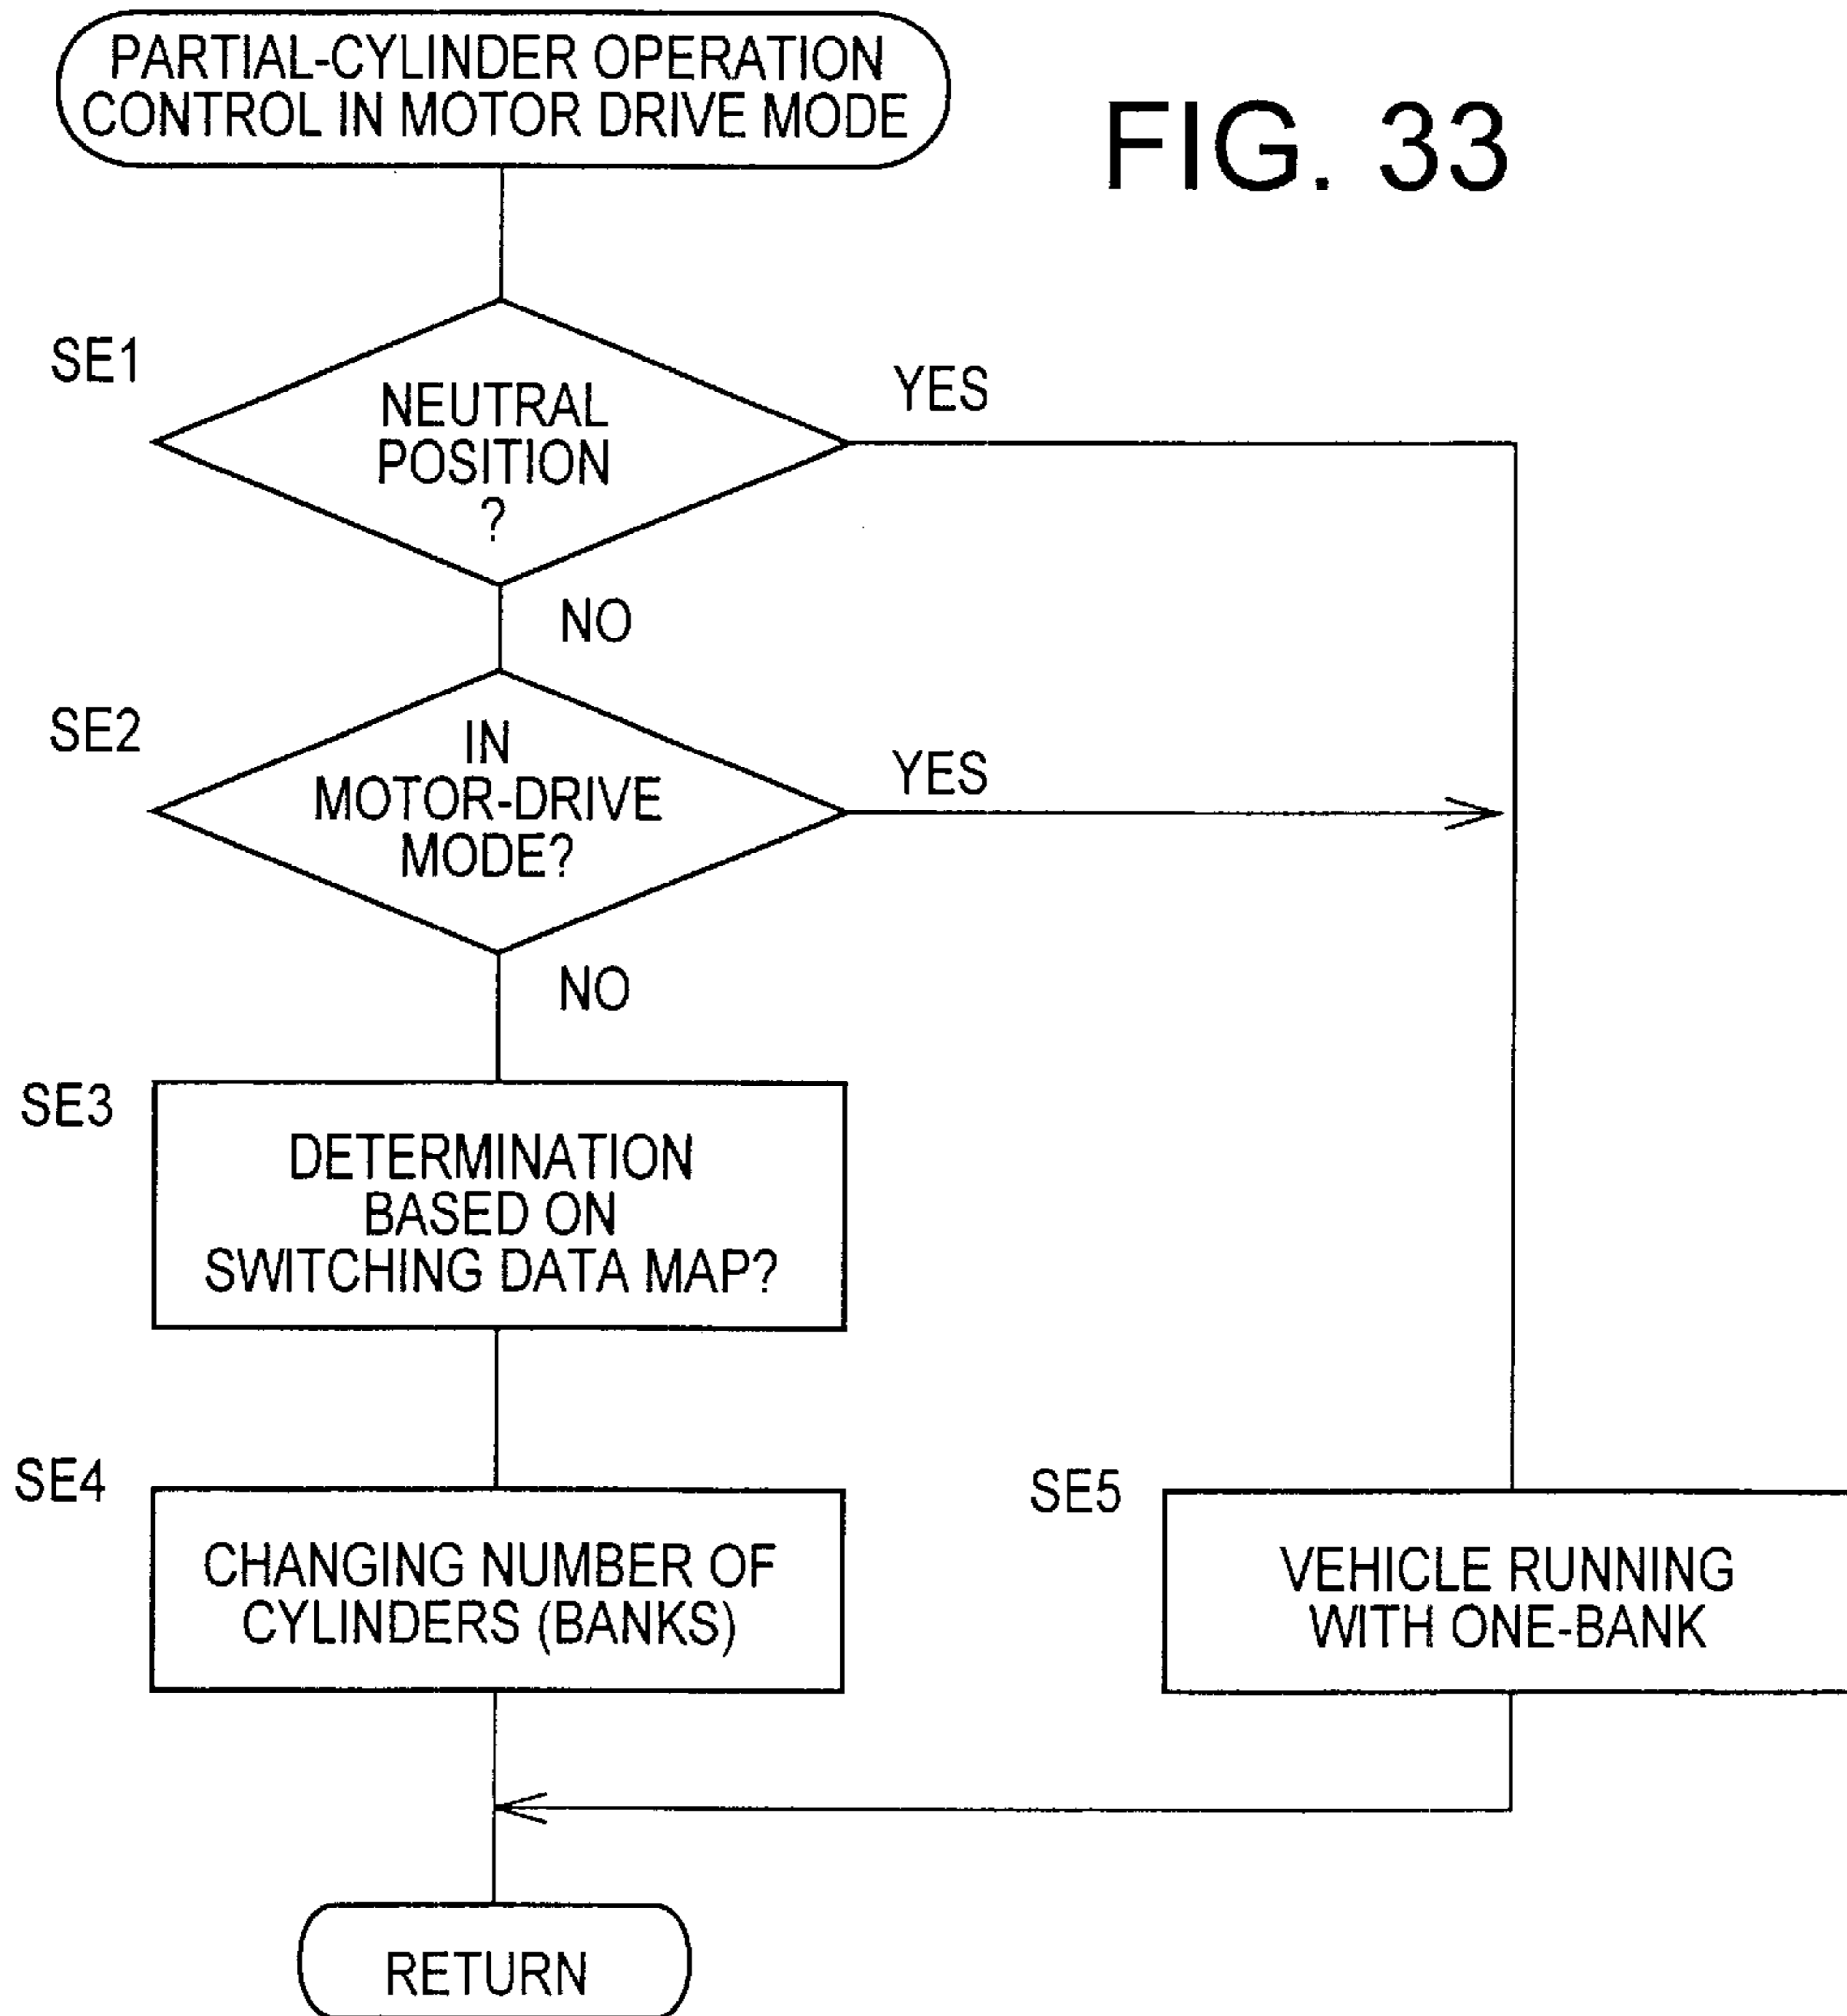 PARTIAL-CYLINDER OPERATION
CONTROL IN MOTOR DRIVE MODE
FIG. 33
SE1
NEUTRAL
POSITION
?
YES
NO
SE2
IN
MOTOR-DRIVE
MODE?
YES
NO
SE3
DETERMINATION
BASED ON
SWITCHING DATA MAP?
SE4
CHANGING NUMBER OF
CYLINDERS (BANKS)
SE5
VEHICLE RUNNING
WITH ONE-BANK
RETURN